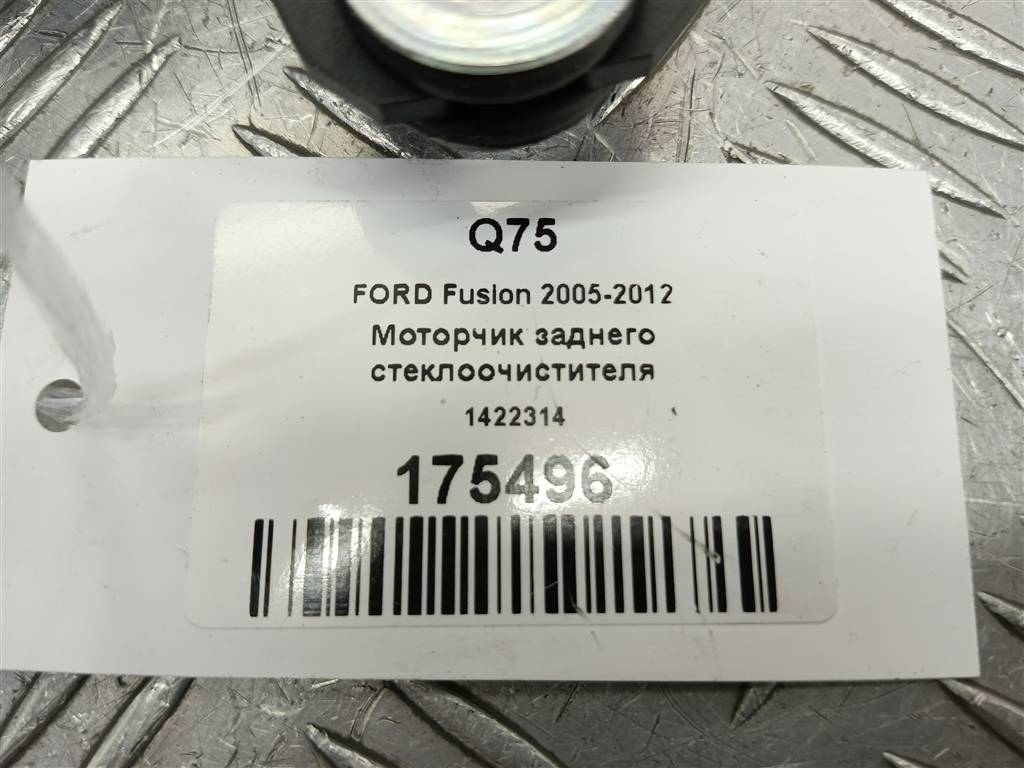 Q75
FORD Fusion 2005-2012
Моторчик заднего
стеклоочистителя
1422314
175496